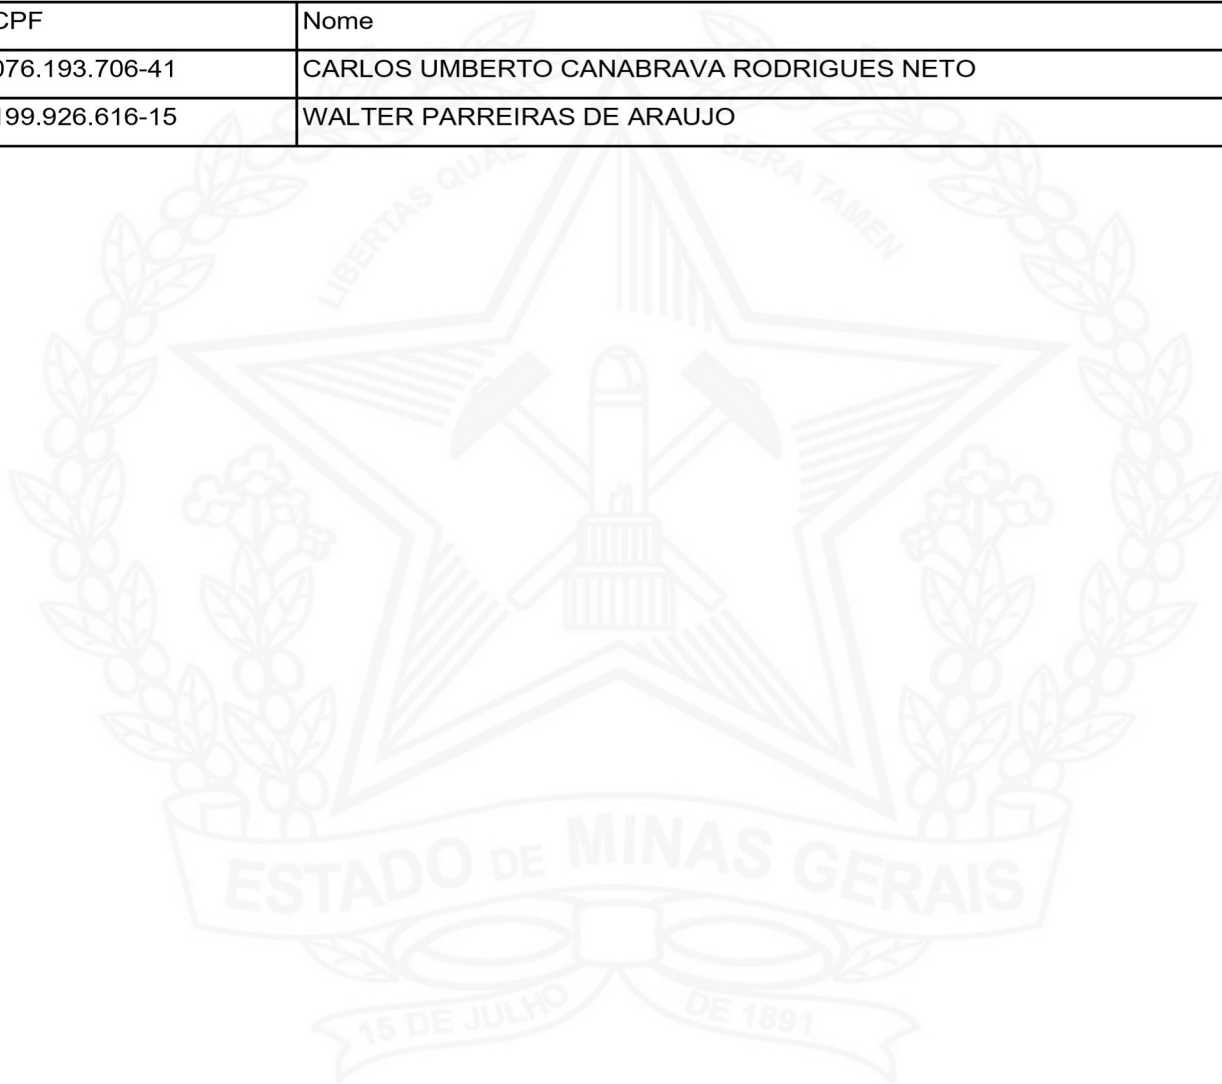 CPF Nome
076.193.706-41 CARLOS UMBERTO CANABRAVA RODRIGUES NETO
199.926.616-15 WALTER PARREIRAS DE ARAUJO
LIBERTAS QUAE SERA TAMEN
ESTADO DE MINAS GERAIS
15 DE JULHO DE 1891